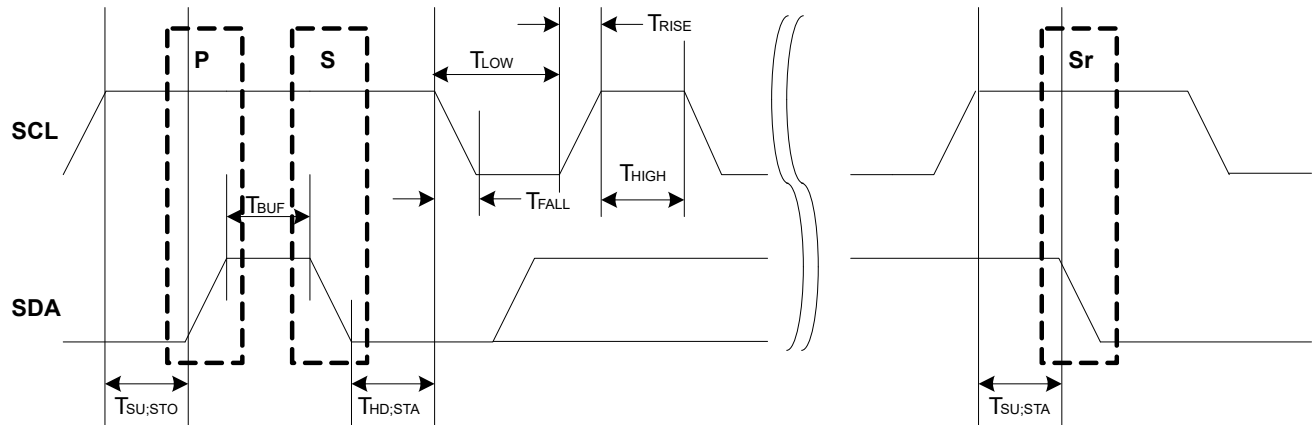 TRISE
P
S
TLOW
Sr
SCL
THIGH
TFALL
TBUF
SDA
TSU;STO
THD;STA
TSU;STA